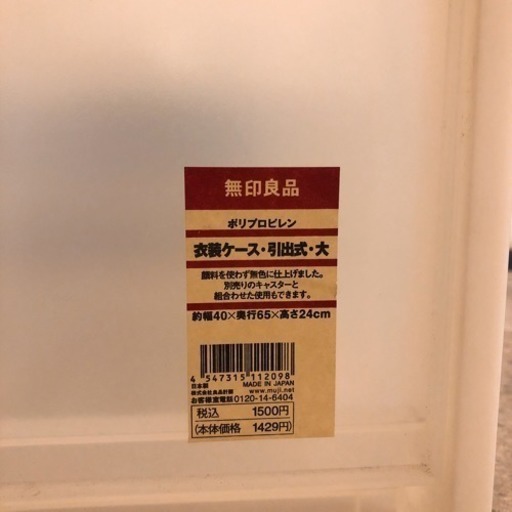 無印良品
ポリプロピレン
衣装ケース・引出式・大
顔料を使わず無色に仕上げました。
別売りのキャスターと
組合わせた使用もできます。
約幅40×奥行65×高さ24cm
4 547315 112098
日本製 MADE IN JAPAN
株式会社良品計画 www.muji.net
お客様室電話0120-14-6404
税込 1500円
(本体価格 1429円)